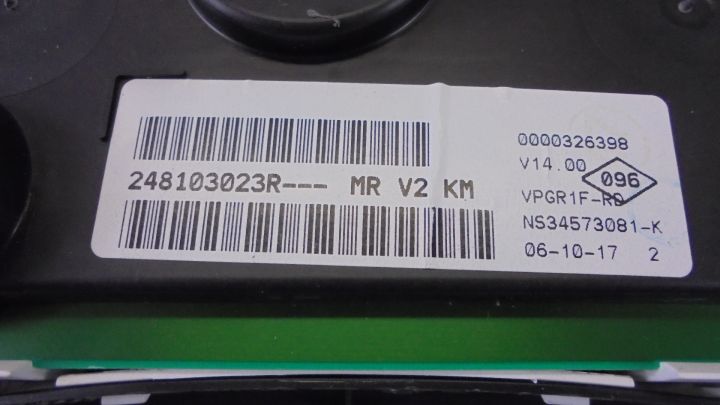 248103023R--- MR V2 KM
0000326398
V14.00
096
VPGR1F-RD
NS34573081-K
06-10-17 2